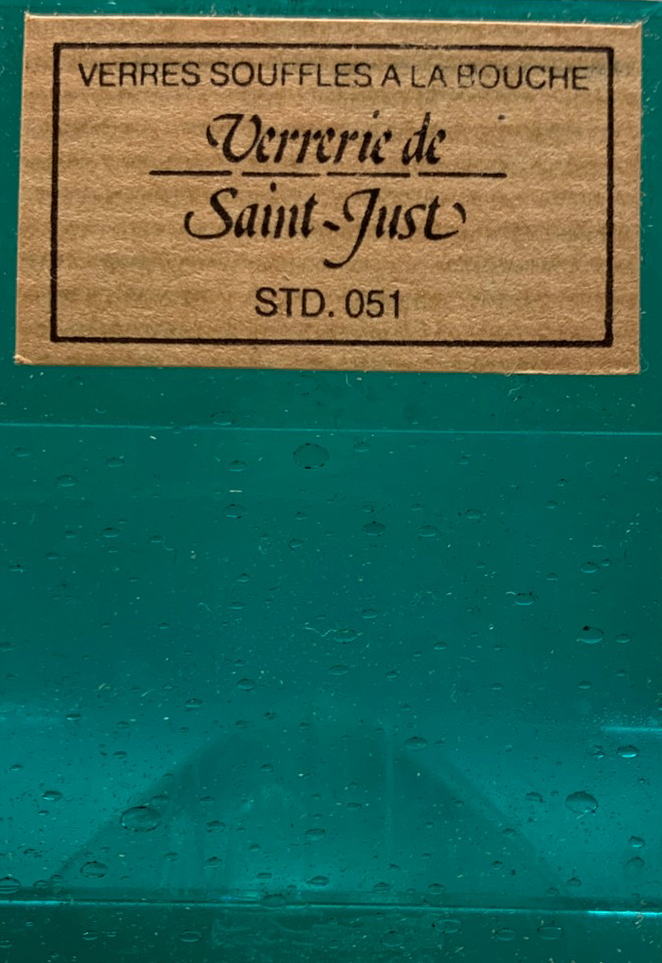 VERRES SOUFFLES A LA BOUCHE
Verrerie de
Saint-Just
STD. 051